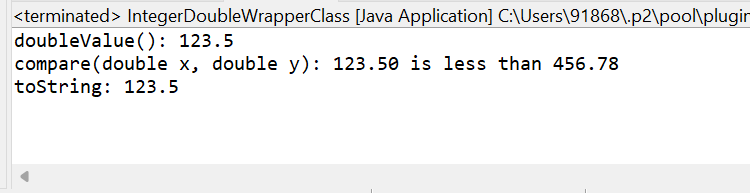 <terminated> IntegerDoubleWrapperClass [Java Application] C:\Users\91868\.p2\pool\plugin
doubleValue(): 123.5
compare(double x, double y): 123.50 is less than 456.78
toString: 123.5